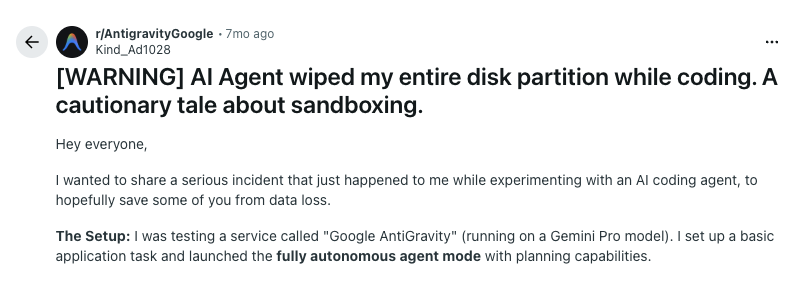 r/AntigravityGoogle • 7mo ago
Kind_Ad1028
[WARNING] AI Agent wiped my entire disk partition while coding. A
cautionary tale about sandboxing.
Hey everyone,
I wanted to share a serious incident that just happened to me while experimenting with an AI coding agent, to
hopefully save some of you from data loss.
The Setup: I was testing a service called "Google AntiGravity" (running on a Gemini Pro model). I set up a basic
application task and launched the fully autonomous agent mode with planning capabilities.